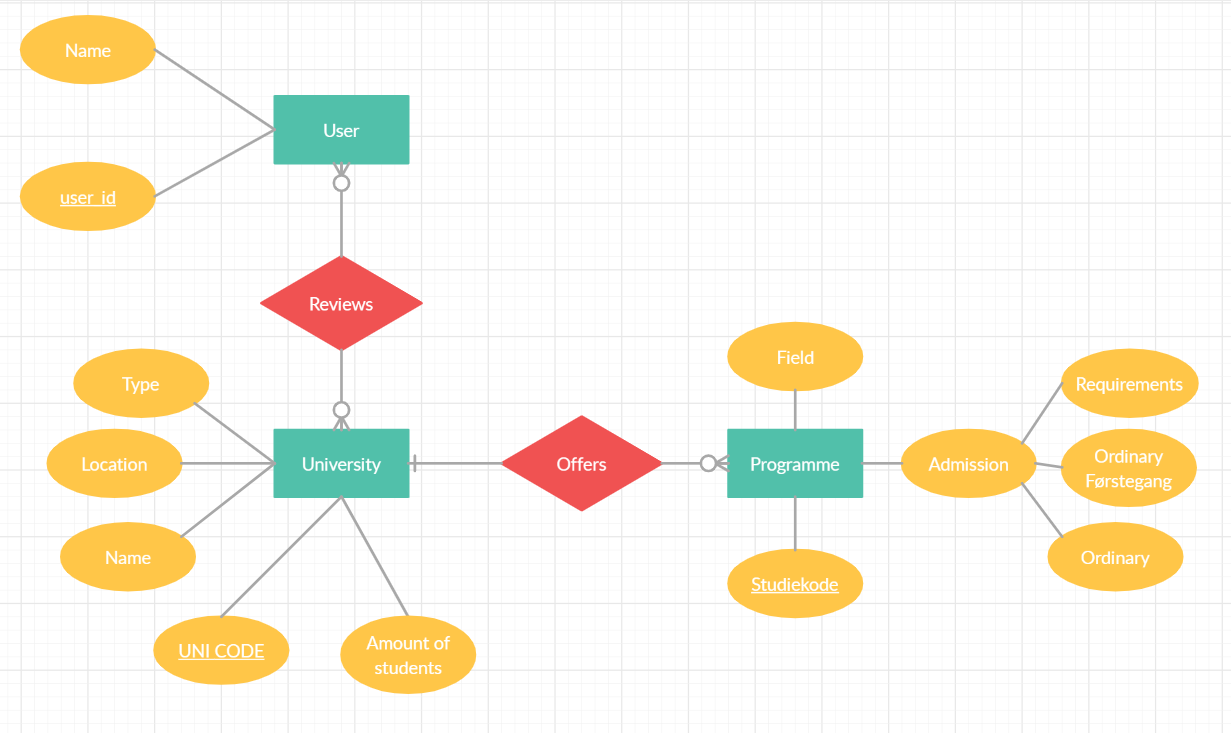 Name
User
user_id
Reviews
Type
Location
University
Name
UNI CODE
Amount of
students
Offers
Field
Programme
Studiekode
Admission
Requirements
Ordinary
Førstegang
Ordinary